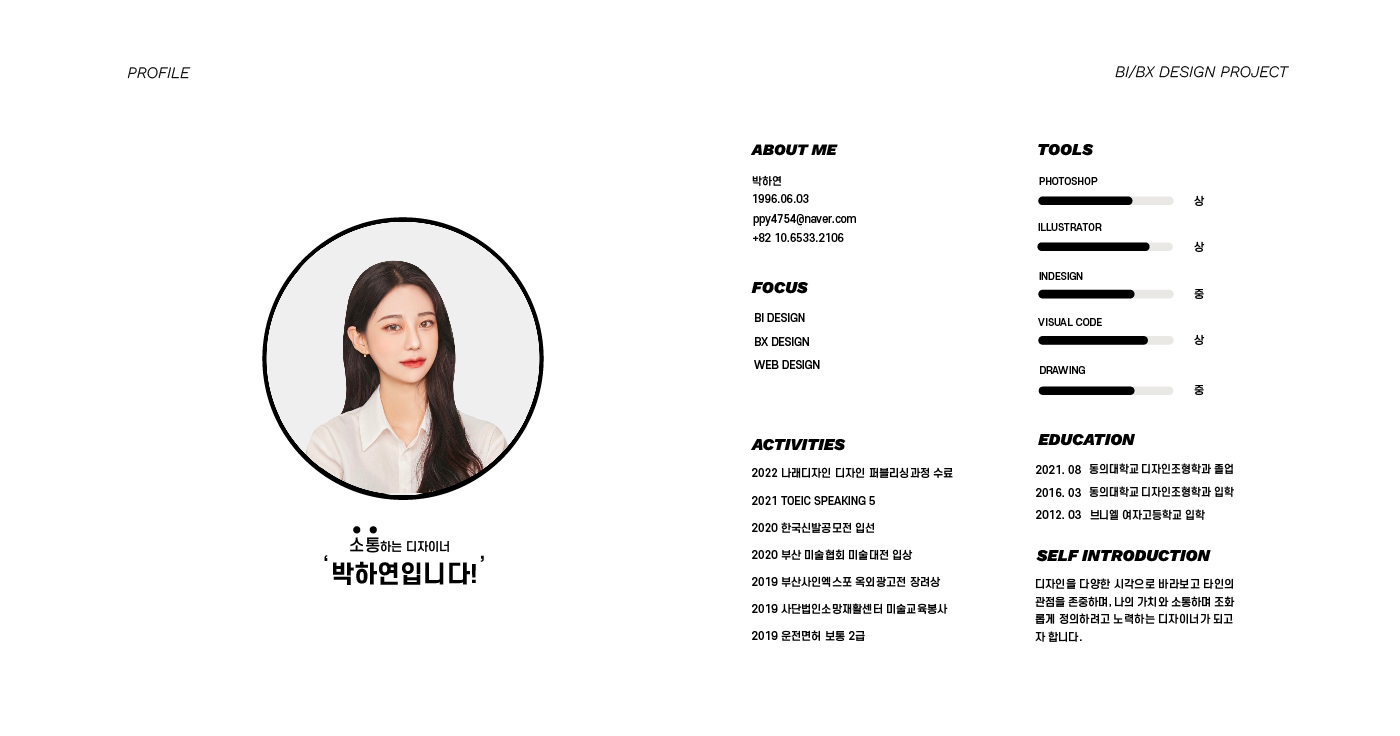 PROFILE
BI/BX DESIGN PROJECT
소통하는 디자이너
‘박하연입니다!’
ABOUT ME
박하연
1996.06.03
ppy4754@naver.com
+82 10.6533.2106
FOCUS
BI DESIGN
BX DESIGN
WEB DESIGN
ACTIVITIES
2022 나래디자인 디자인 퍼블리싱과정 수료
2021 TOEIC SPEAKING 5
2020 한국신발공모전 입선
2020 부산 미술협회 미술대전 입상
2019 부산사인엑스포 옥외광고전 장려상
2019 사단법인소망재활센터 미술교육봉사
2019 운전면허 보통 2급
TOOLS
PHOTOSHOP
상
ILLUSTRATOR
상
INDESIGN
중
VISUAL CODE
상
DRAWING
중
EDUCATION
2021. 08 동의대학교 디자인조형학과 졸업
2016. 03 동의대학교 디자인조형학과 입학
2012. 03 브니엘 여자고등학교 입학
SELF INTRODUCTION
디자인을 다양한 시각으로 바라보고 타인의
관점을 존중하며, 나의 가치와 소통하며 조화
롭게 정의하려고 노력하는 디자이너가 되고
자 합니다.